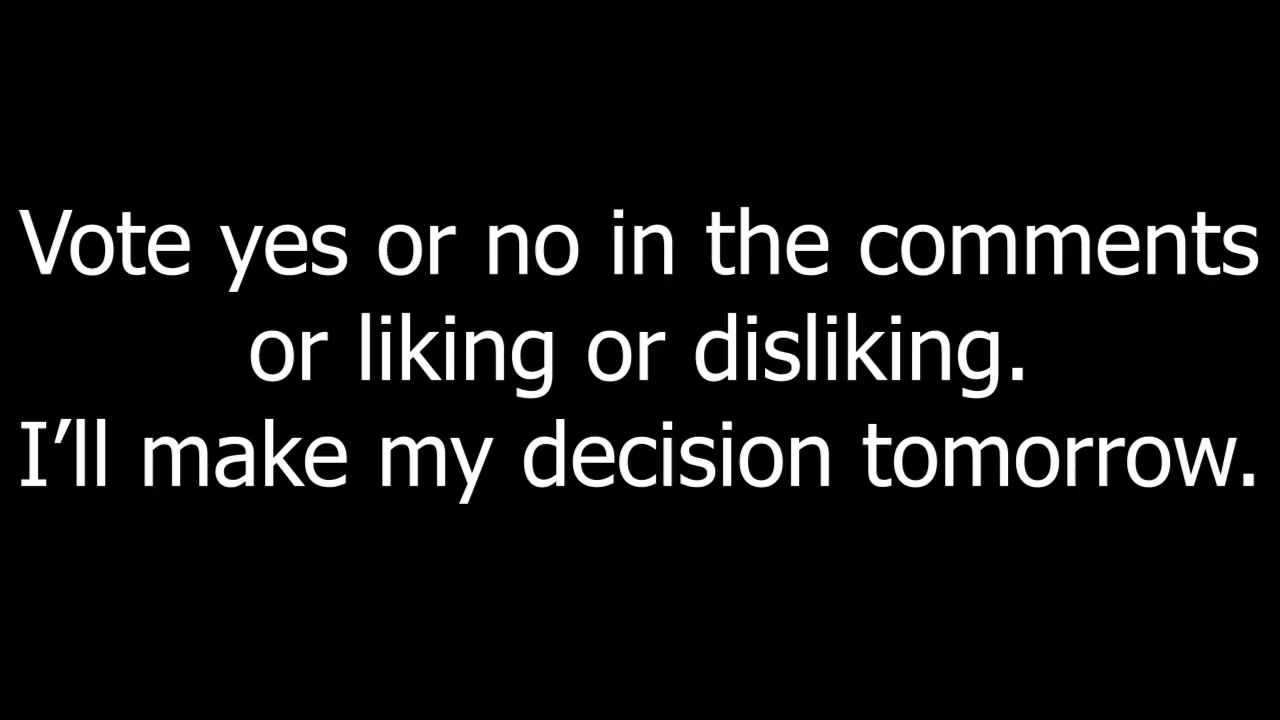 Vote yes or no in the comments
or liking or disliking.
I’ll make my decision tomorrow.